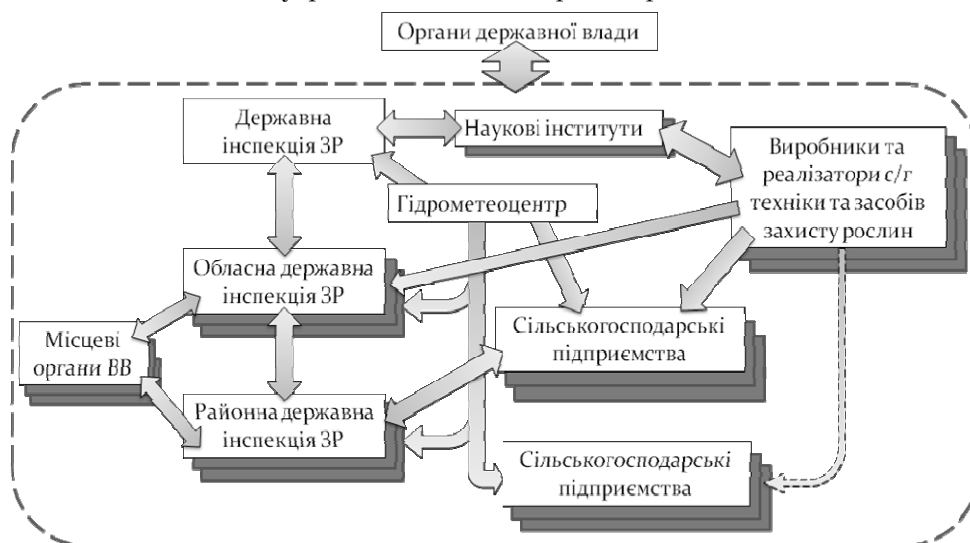 Органи державної влади
Державна
інспекція ЗР
Наукові інститути
Виробники та
реалізатори с/г
техніки та засобів
захисту рослин
Гідрометеоцентр
Обласна державна
інспекція ЗР
Місцеві
органи ВВ
Сільськогосподарські
підприємства
Районна державна
інспекція ЗР
Сільськогосподарські
підприємства